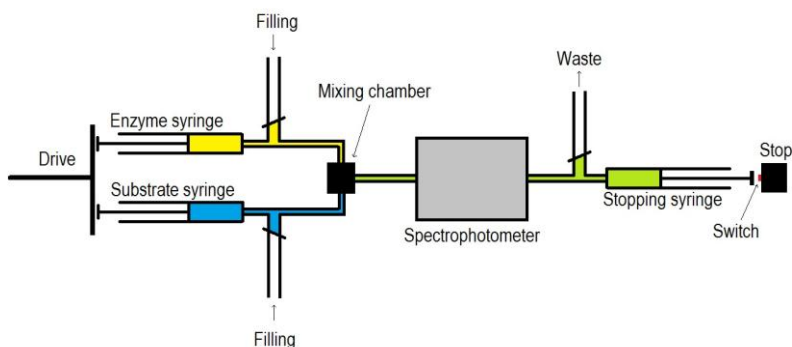 Filling
Waste
Mixing chamber
Enzyme syringe
Drive
Stop
Substrate syringe
Stopping syringe
Switch
Spectrophotometer
Filling